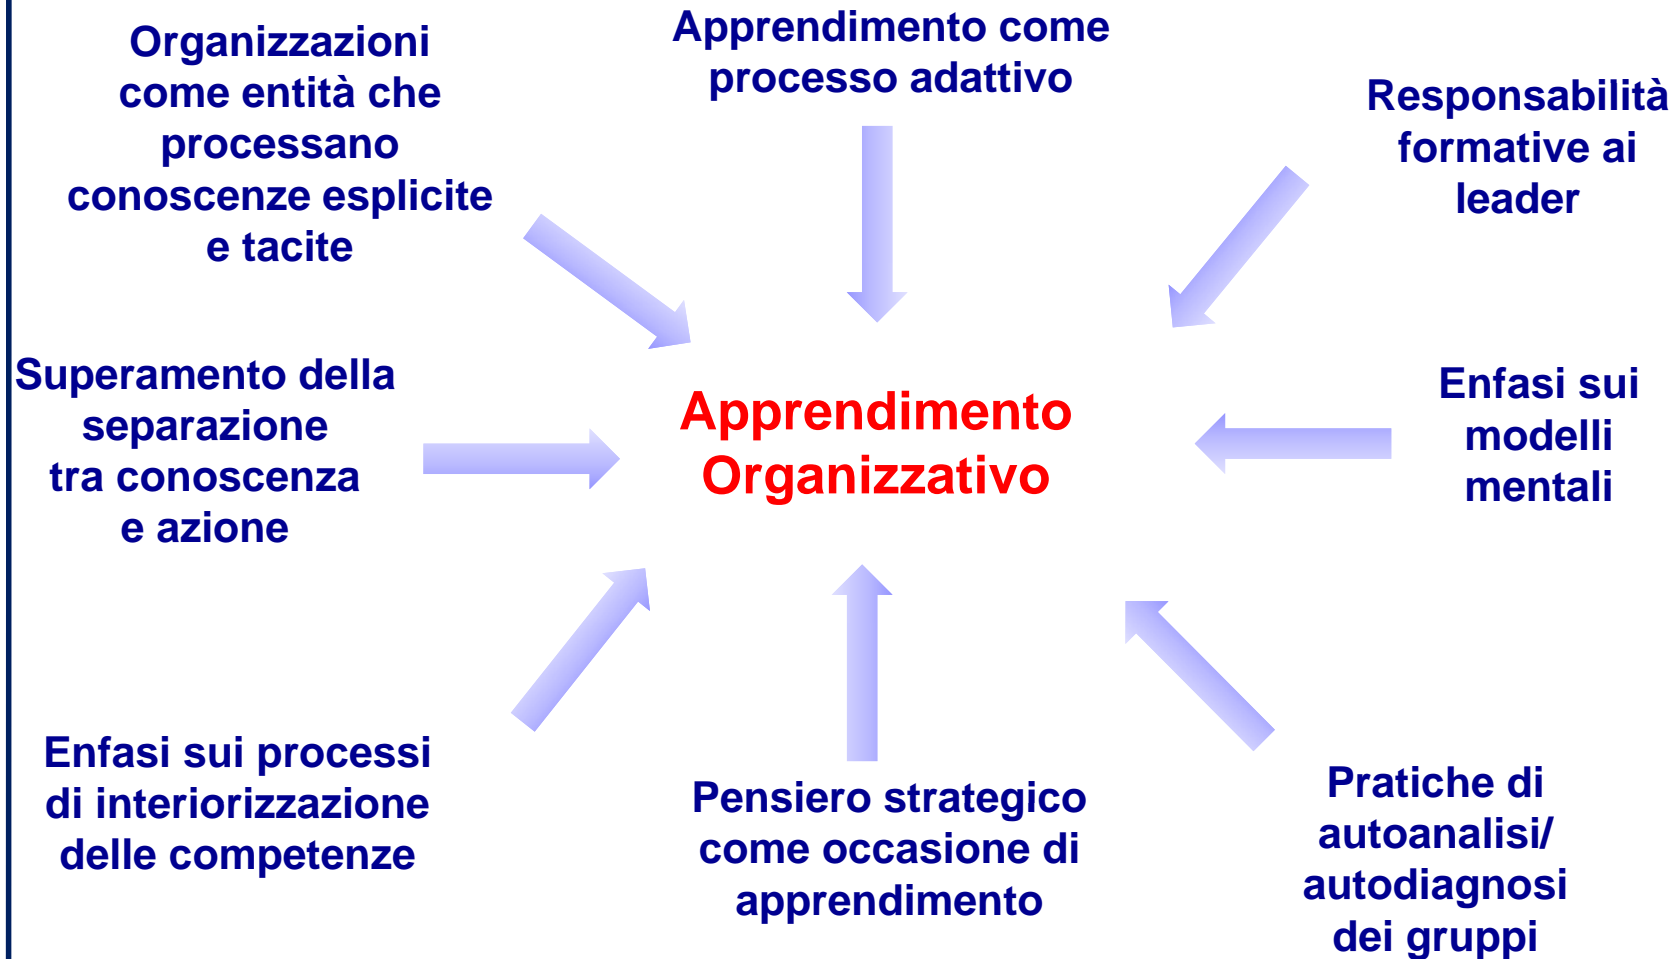 Organizzazioni
come entità che
processano
conoscenze esplicite
e tacite
Apprendimento come
processo adattivo
Responsabilità
formative ai
leader
Superamento della
separazione
tra conoscenza
e azione
Apprendimento
Organizzativo
Enfasi sui
modelli
mentali
Enfasi sui processi
di interiorizzazione
delle competenze
Pensiero strategico
come occasione di
apprendimento
Pratiche di
autoanalisi/
autodiagnosi
dei gruppi